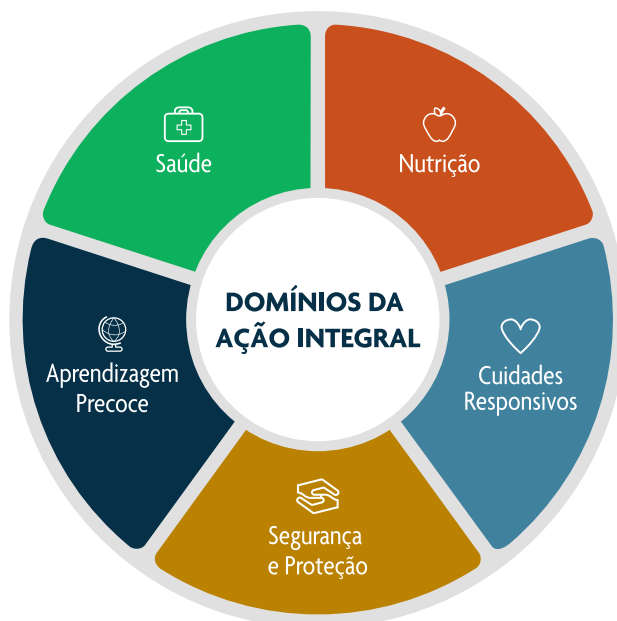 Saúde
Nutrição
DOMÍNIOS DA
AÇÃO INTEGRAL
Aprendizagem
Precoce
Cuidades
Responsivos
Segurança
e Proteção